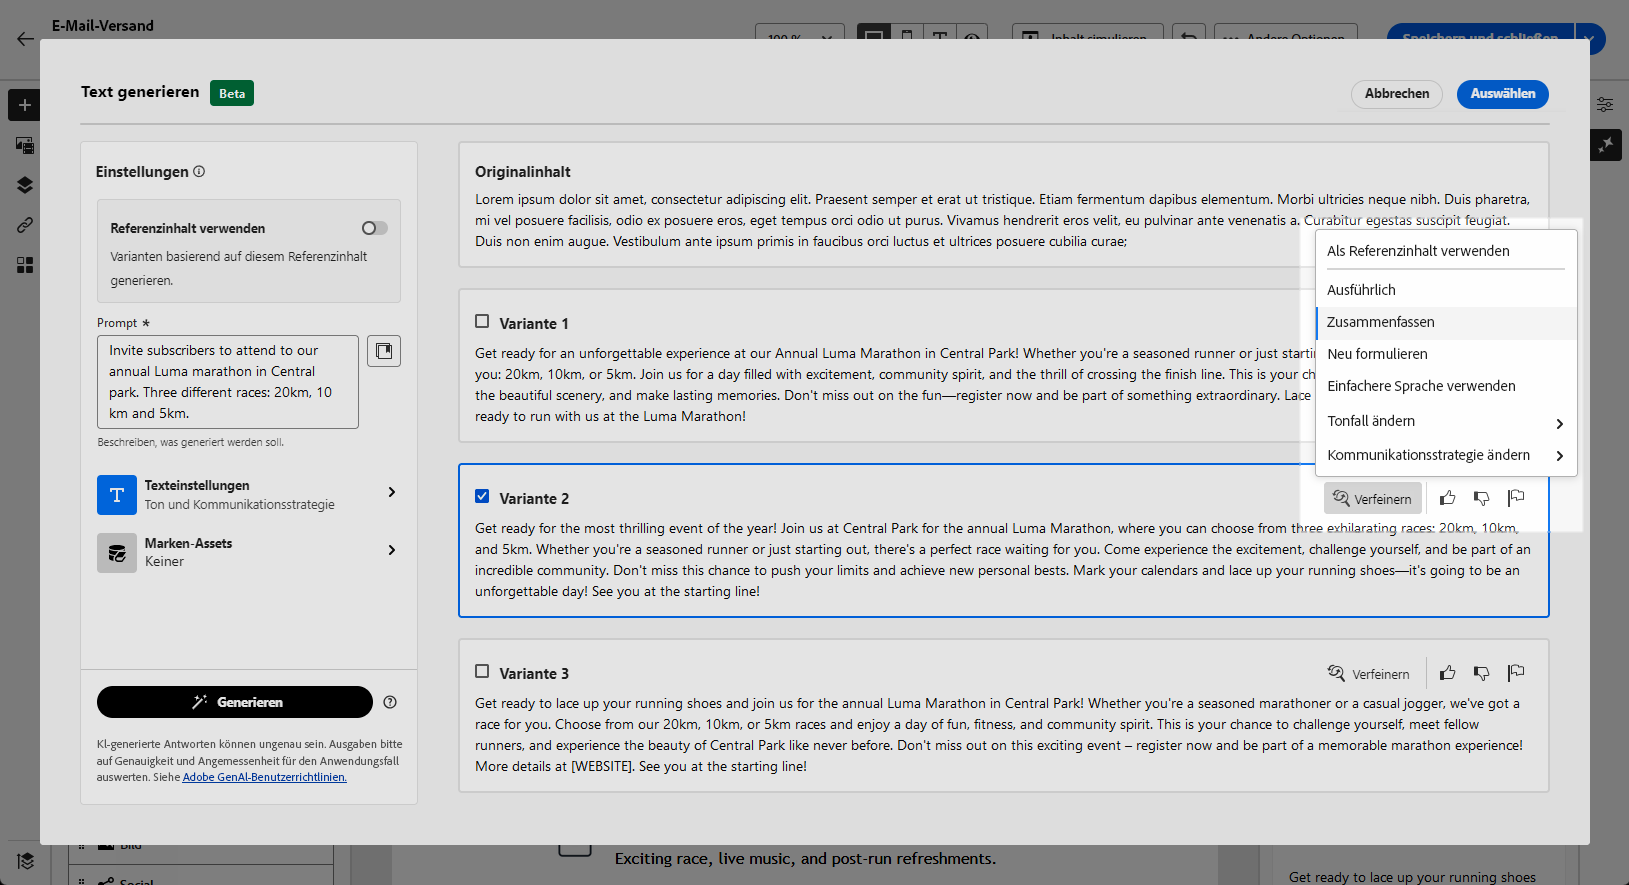 E-Mail-Versand
100 %
Inhalt simulieren
Andere Optionen
Speichern und schließen
Text generieren
Beta
Abbrechen
Auswählen
Einstellungen
Referenzinhalt verwenden
Varianten basierend auf diesem Referenzinhalt
generieren.
Prompt *
Invite subscribers to attend to our
annual Luma marathon in Central
park. Three different races: 20km, 10
km and 5km.
Beschreiben, was generiert werden soll.
Texteinstellungen
Ton und Kommunikationsstrategie
Marken-Assets
Keiner
Generieren
KI-generierte Antworten können ungenau sein. Ausgaben bitte
auf Genauigkeit und Angemessenheit für den Anwendungsfall
auswerten. Siehe Adobe GenAI-Benutzerrichtlinien.
Originalinhalt
Lorem ipsum dolor sit amet, consectetur adipiscing elit. Praesent semper et erat ut tristique. Etiam fermentum dapibus elementum. Morbi ultricies neque nibh. Duis pharetra,
mi vel posuere facilisis, odio ex posuere eros, eget tempus orci odio ut purus. Vivamus hendrerit eros velit, eu pulvinar ante venenatis a. Curabitur egestas suscipit feugiat.
Duis non enim augue. Vestibulum ante ipsum primis in faucibus orci luctus et ultrices posuere cubilia curae;
Als Referenzinhalt verwenden
Ausführlich
Zusammenfassen
Neu formulieren
Einfachere Sprache verwenden
Tonfall ändern
Kommunikationsstrategie ändern
Variante 1
Get ready for an unforgettable experience at our Annual Luma Marathon in Central Park! Whether you're a seasoned runner or just
you: 20km, 10km, or 5km. Join us for a day filled with excitement, community spirit, and the thrill of crossing the finish line. This is your
the beautiful scenery, and make lasting memories. Don't miss out on the fun—register now and be part of something extraordinary. Lace
ready to run with us at the Luma Marathon!
Variante 2
Verfeinern
Get ready for the most thrilling event of the year! Join us at Central Park for the annual Luma Marathon, where you can choose from three exhilarating races: 20km, 10km,
and 5km. Whether you're a seasoned runner or just starting out, there's a perfect race waiting for you. Come experience the excitement, challenge yourself, and be part of an
incredible community. Don't miss this chance to push your limits and achieve new personal bests. Mark your calendars and lace up your running shoes—it's going to be an
unforgettable day! See you at the starting line!
Variante 3
Verfeinern
Get ready to lace up your running shoes and join us for the annual Luma Marathon in Central Park! Whether you're a seasoned marathoner or a casual jogger, we've got a
race for you. Choose from our 20km, 10km, or 5km races and enjoy a day of fun, fitness, and community spirit. This is your chance to challenge yourself, meet fellow
runners, and experience the beauty of Central Park like never before. Don't miss out on this exciting event – register now and be part of a memorable marathon experience!
More details at [WEBSITE]. See you at the starting line!
Bild
Social
Exciting race, live music, and post-run refreshments.
Get ready to lace up your running shoes